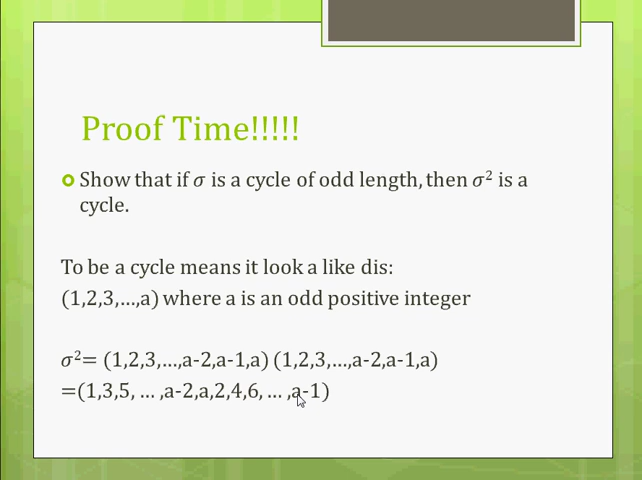 Proof Time!!!!!
Show that if σ is a cycle of odd length, then σ² is a
cycle.
To be a cycle means it look a like dis:
(1,2,3,...,a) where a is an odd positive integer
σ²= (1,2,3,...,a-2,a-1,a) (1,2,3,...,a-2,a-1,a)
=(1,3,5, ... ,a-2,a,2,4,6, ... ,a-1)